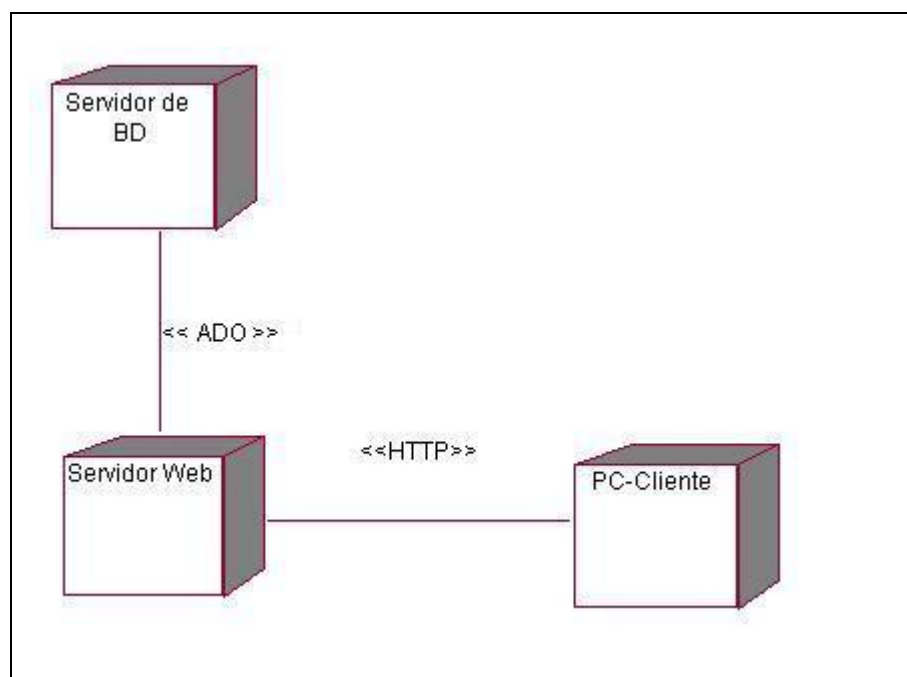 Servidor de
BD
<< ADO >>
<<HTTP>>
Servidor Web
PC-Cliente